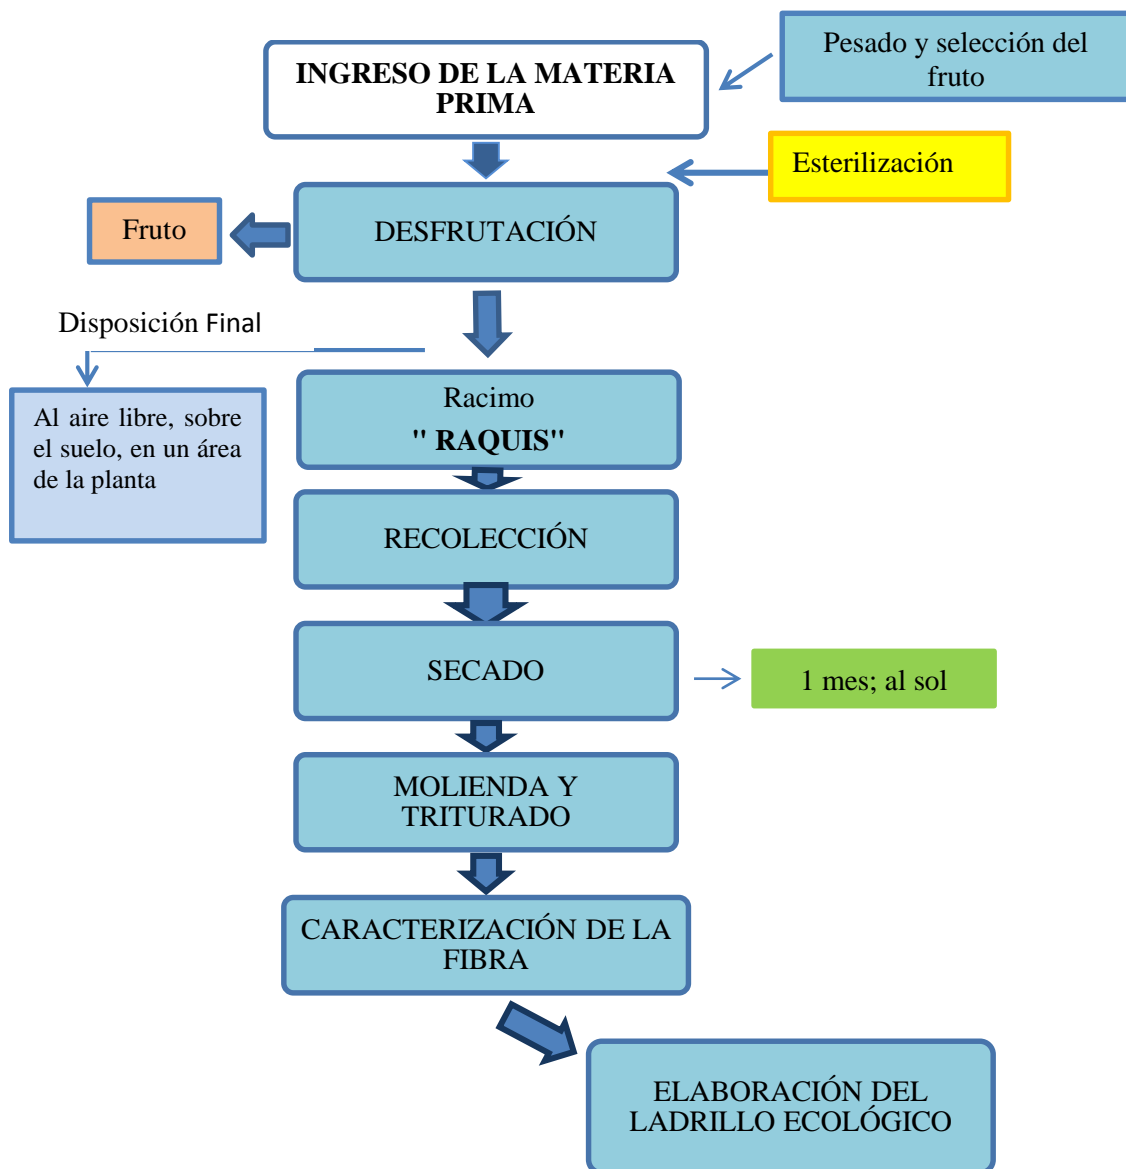 Pesado y selección del
fruto
INGRESO DE LA MATERIA
PRIMA
Esterilización
Fruto
DESFRUTACIÓN
Disposición Final
Al aire libre, sobre
el suelo, en un área
de la planta
Racimo
" RAQUIS"
RECOLECCIÓN
SECADO
1 mes; al sol
MOLIENDA Y
TRITURADO
CARACTERIZACIÓN DE LA
FIBRA
ELABORACIÓN DEL
LADRILLO ECOLÓGICO